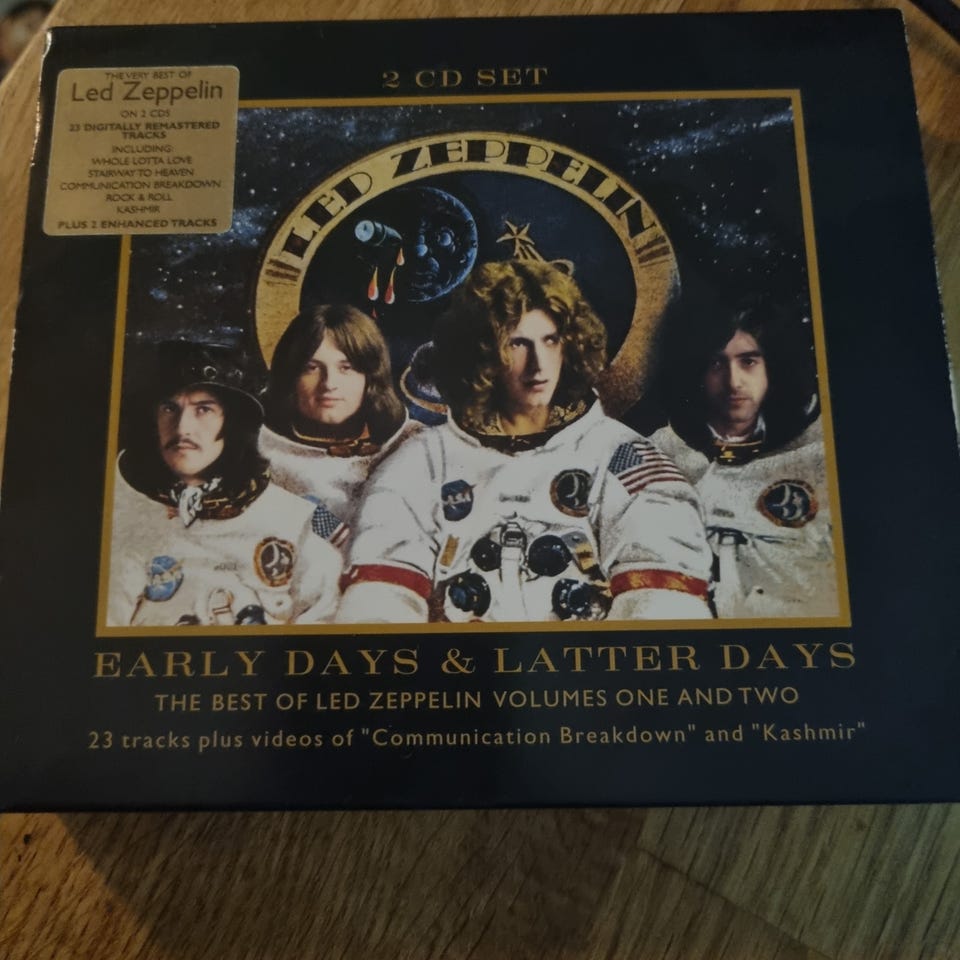 2 CD SET
THE VERY BEST OF
Led Zeppelin
ON 2 CDS
23 DIGITALLY REMASTERED
TRACKS
INCLUDING:
WHOLE LOTTA LOVE
STAIRWAY TO HEAVEN
COMMUNICATION BREAKDOWN
ROCK & ROLL
KASHMIR
PLUS 2 ENHANCED TRACKS
LED ZEPPELIN
EARLY DAYS & LATTER DAYS
THE BEST OF LED ZEPPELIN VOLUMES ONE AND TWO
23 tracks plus videos of "Communication Breakdown" and "Kashmir"